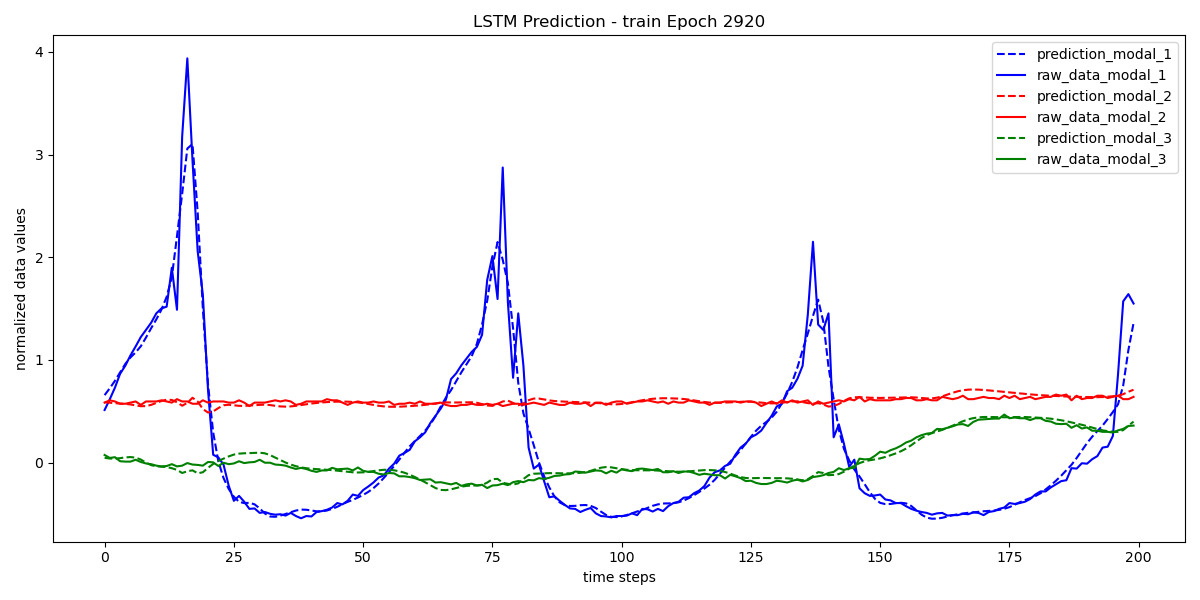 LSTM Prediction - train Epoch 2920
normalized data values
4
3
2
1
0
prediction_modal_1
raw_data_modal_1
prediction_modal_2
raw_data_modal_2
prediction_modal_3
raw_data_modal_3
0 25 50 75 100 125 150 175 200
time steps